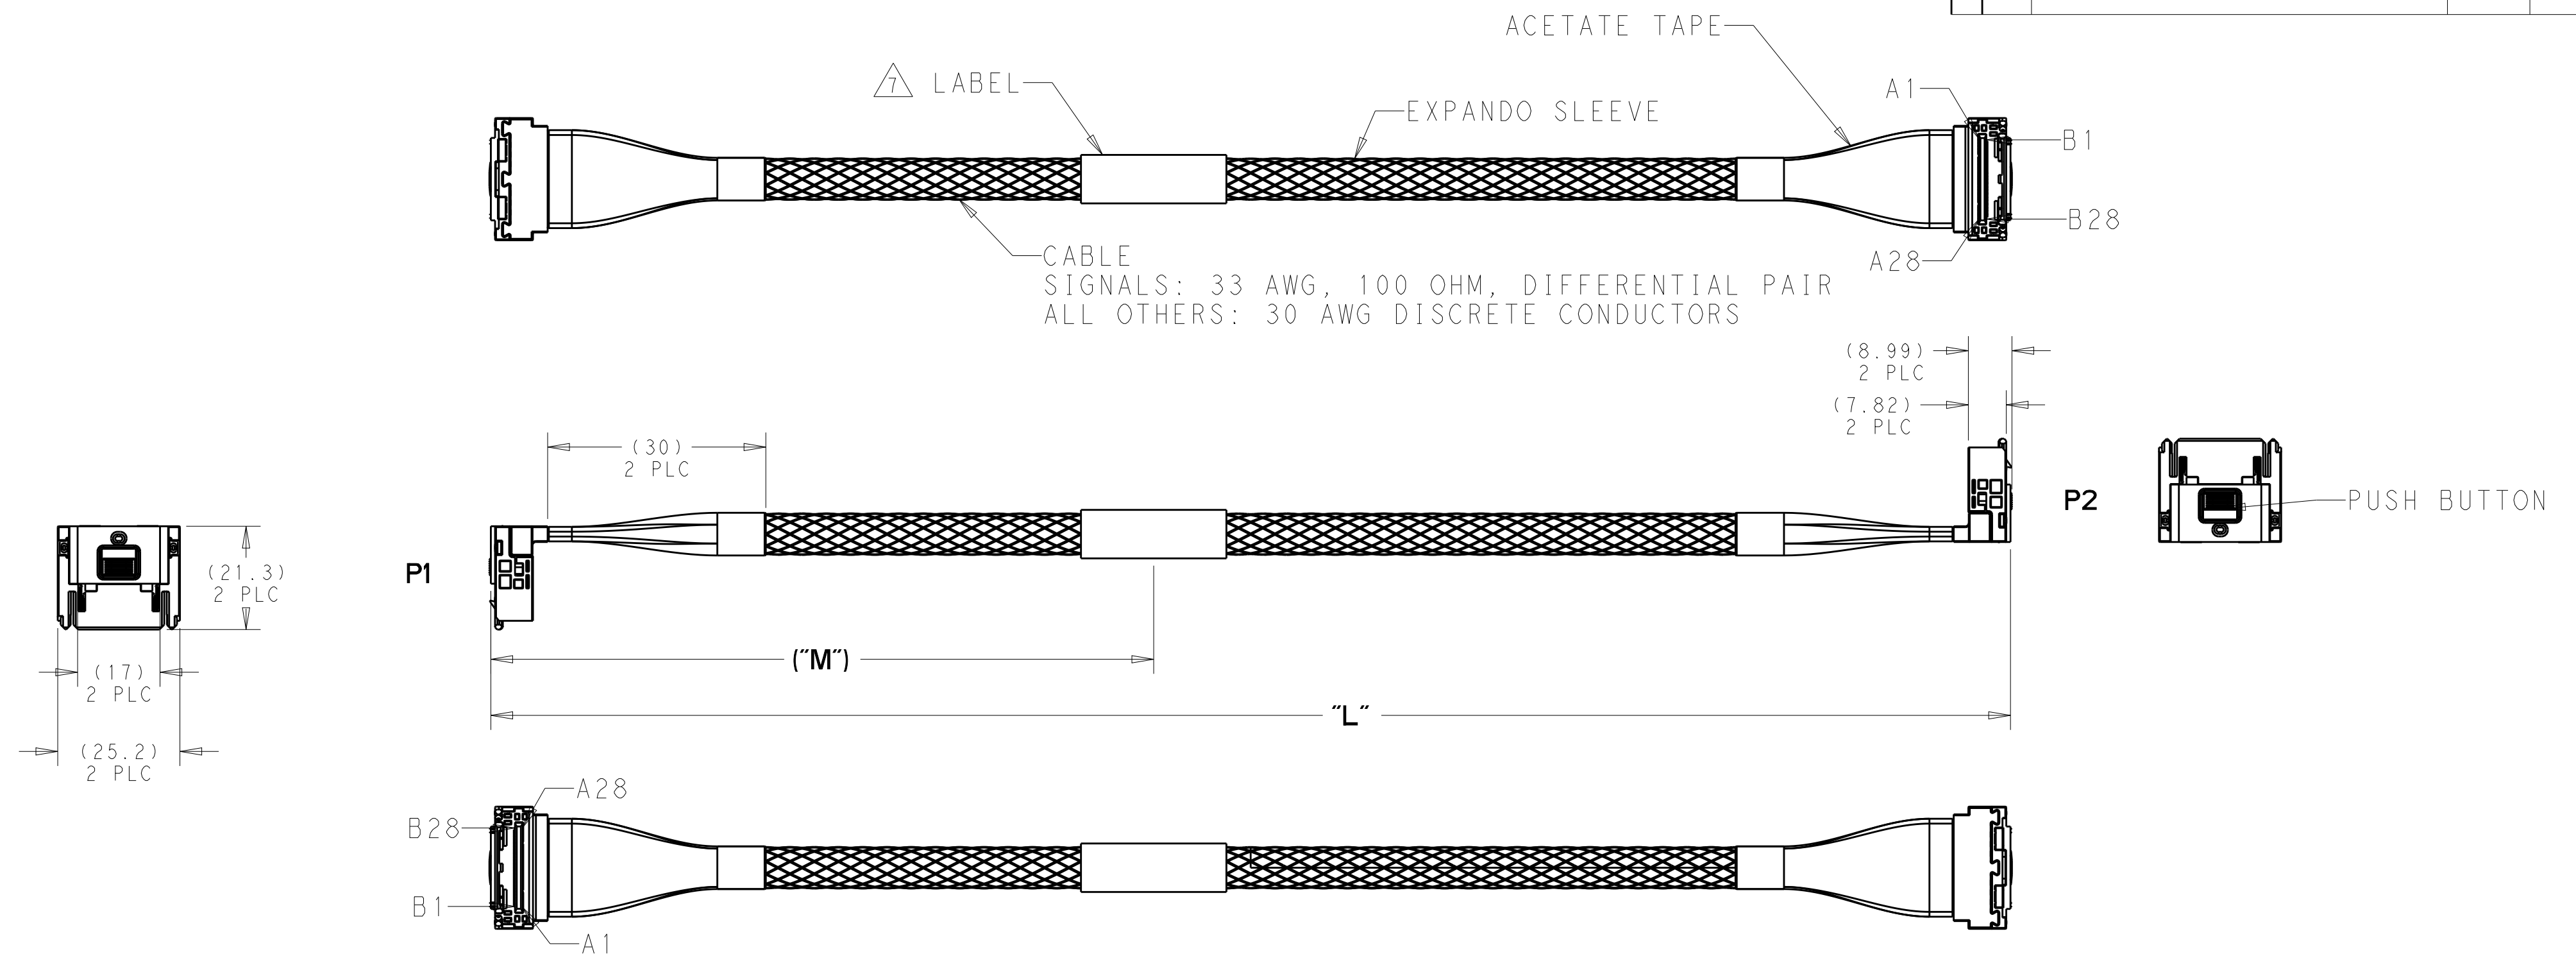 ACETATE TAPE
7 LABEL
EXPANDO SLEEVE
A1
B1
B28
A28
CABLE
SIGNALS: 33 AWG, 100 OHM, DIFFERENTIAL PAIR
ALL OTHERS: 30 AWG DISCRETE CONDUCTORS
(8.99)
2 PLC
(7.82)
2 PLC
(30)
2 PLC
P1
P2
PUSH BUTTON
(21.3)
2 PLC
(17)
2 PLC
(25.2)
2 PLC
("M")
"L"
A28
B28
B1
A1